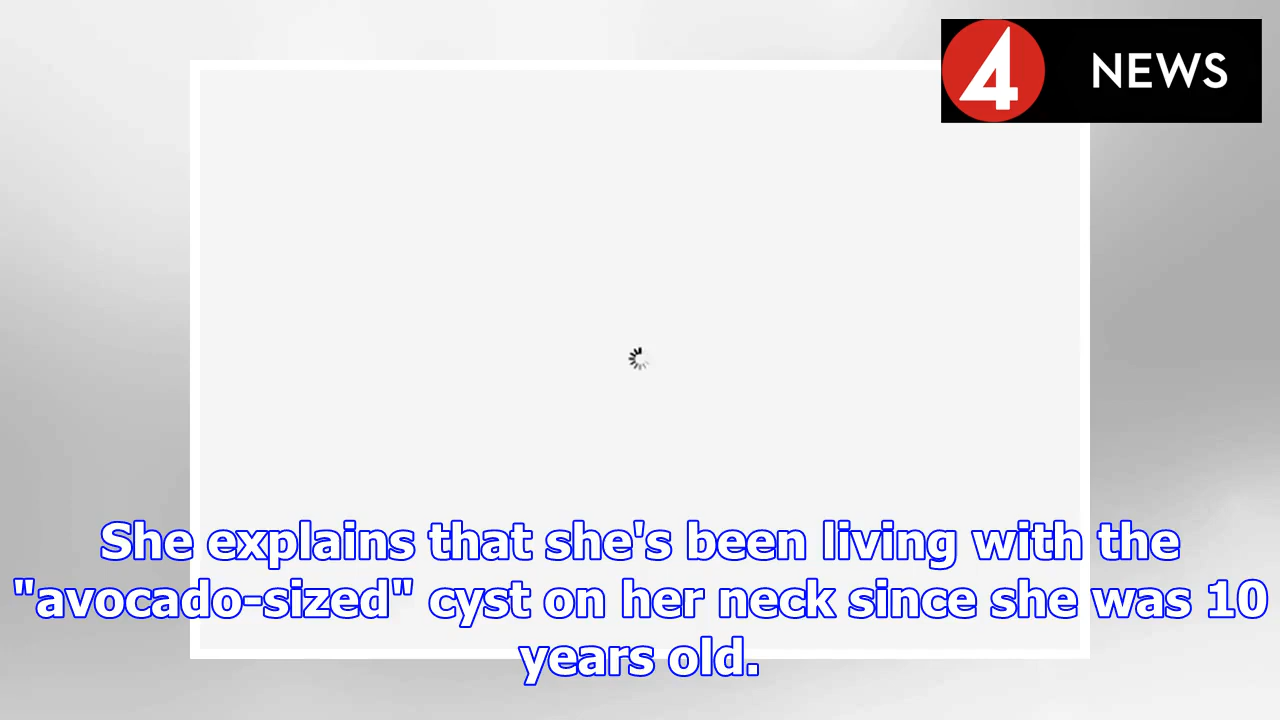 4 NEWS
She explains that she's been living with the
"avocado-sized" cyst on her neck since she was 10
years old.